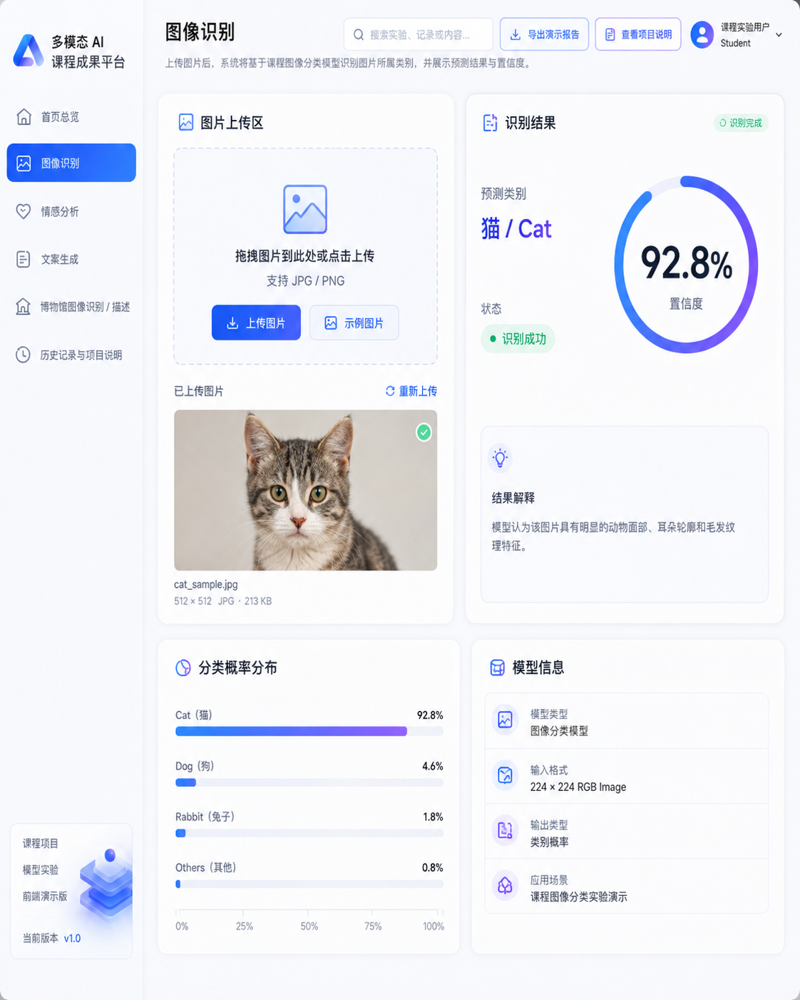 多模态 AI
课程成果平台
首页总览
图像识别
情感分析
文案生成
博物馆图像识别 / 描述
历史记录与项目说明
课程项目
模型实验
前端演示版
当前版本 v1.0
图像识别
搜索实验、记录或内容...
导出演示报告
查看项目说明
课程实验用户
Student
上传图片后，系统将基于课程图像分类模型识别图片所属类别，并展示预测结果与置信度。
图片上传区
拖拽图片到此处或点击上传
支持 JPG / PNG
上传图片
示例图片
已上传图片
重新上传
cat_sample.jpg
512 × 512 JPG · 213 KB
识别结果
识别完成
预测类别
猫 / Cat
92.8%
置信度
状态
识别成功
结果解释
模型认为该图片具有明显的动物面部、耳朵轮廓和毛发纹
理特征。
分类概率分布
Cat（猫） 92.8%
Dog（狗） 4.6%
Rabbit（兔子） 1.8%
Others（其他） 0.8%
0% 25% 50% 75% 100%
模型信息
模型类型
图像分类模型
输入格式
224 × 224 RGB Image
输出类型
类别概率
应用场景
课程图像分类实验演示